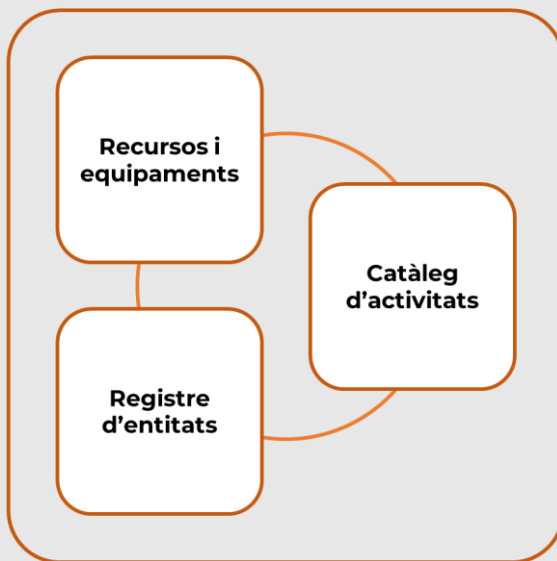 Recursos i
equipaments
Catàleg
d'activitats
Registre
d'entitats